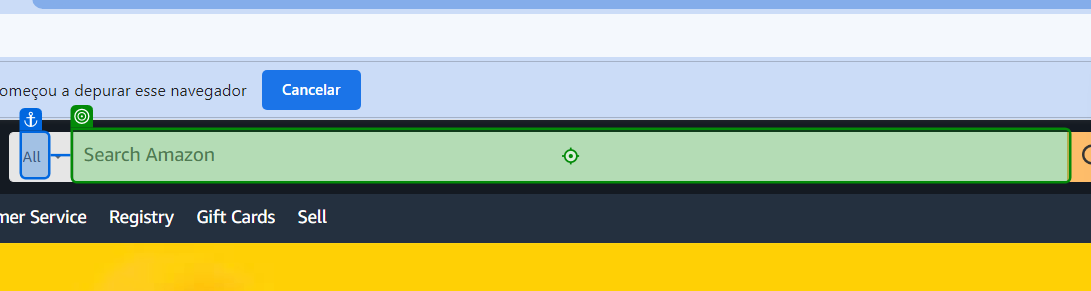 omeçou a depurar esse navegador Cancelar
All Search Amazon
mer Service Registry Gift Cards Sell